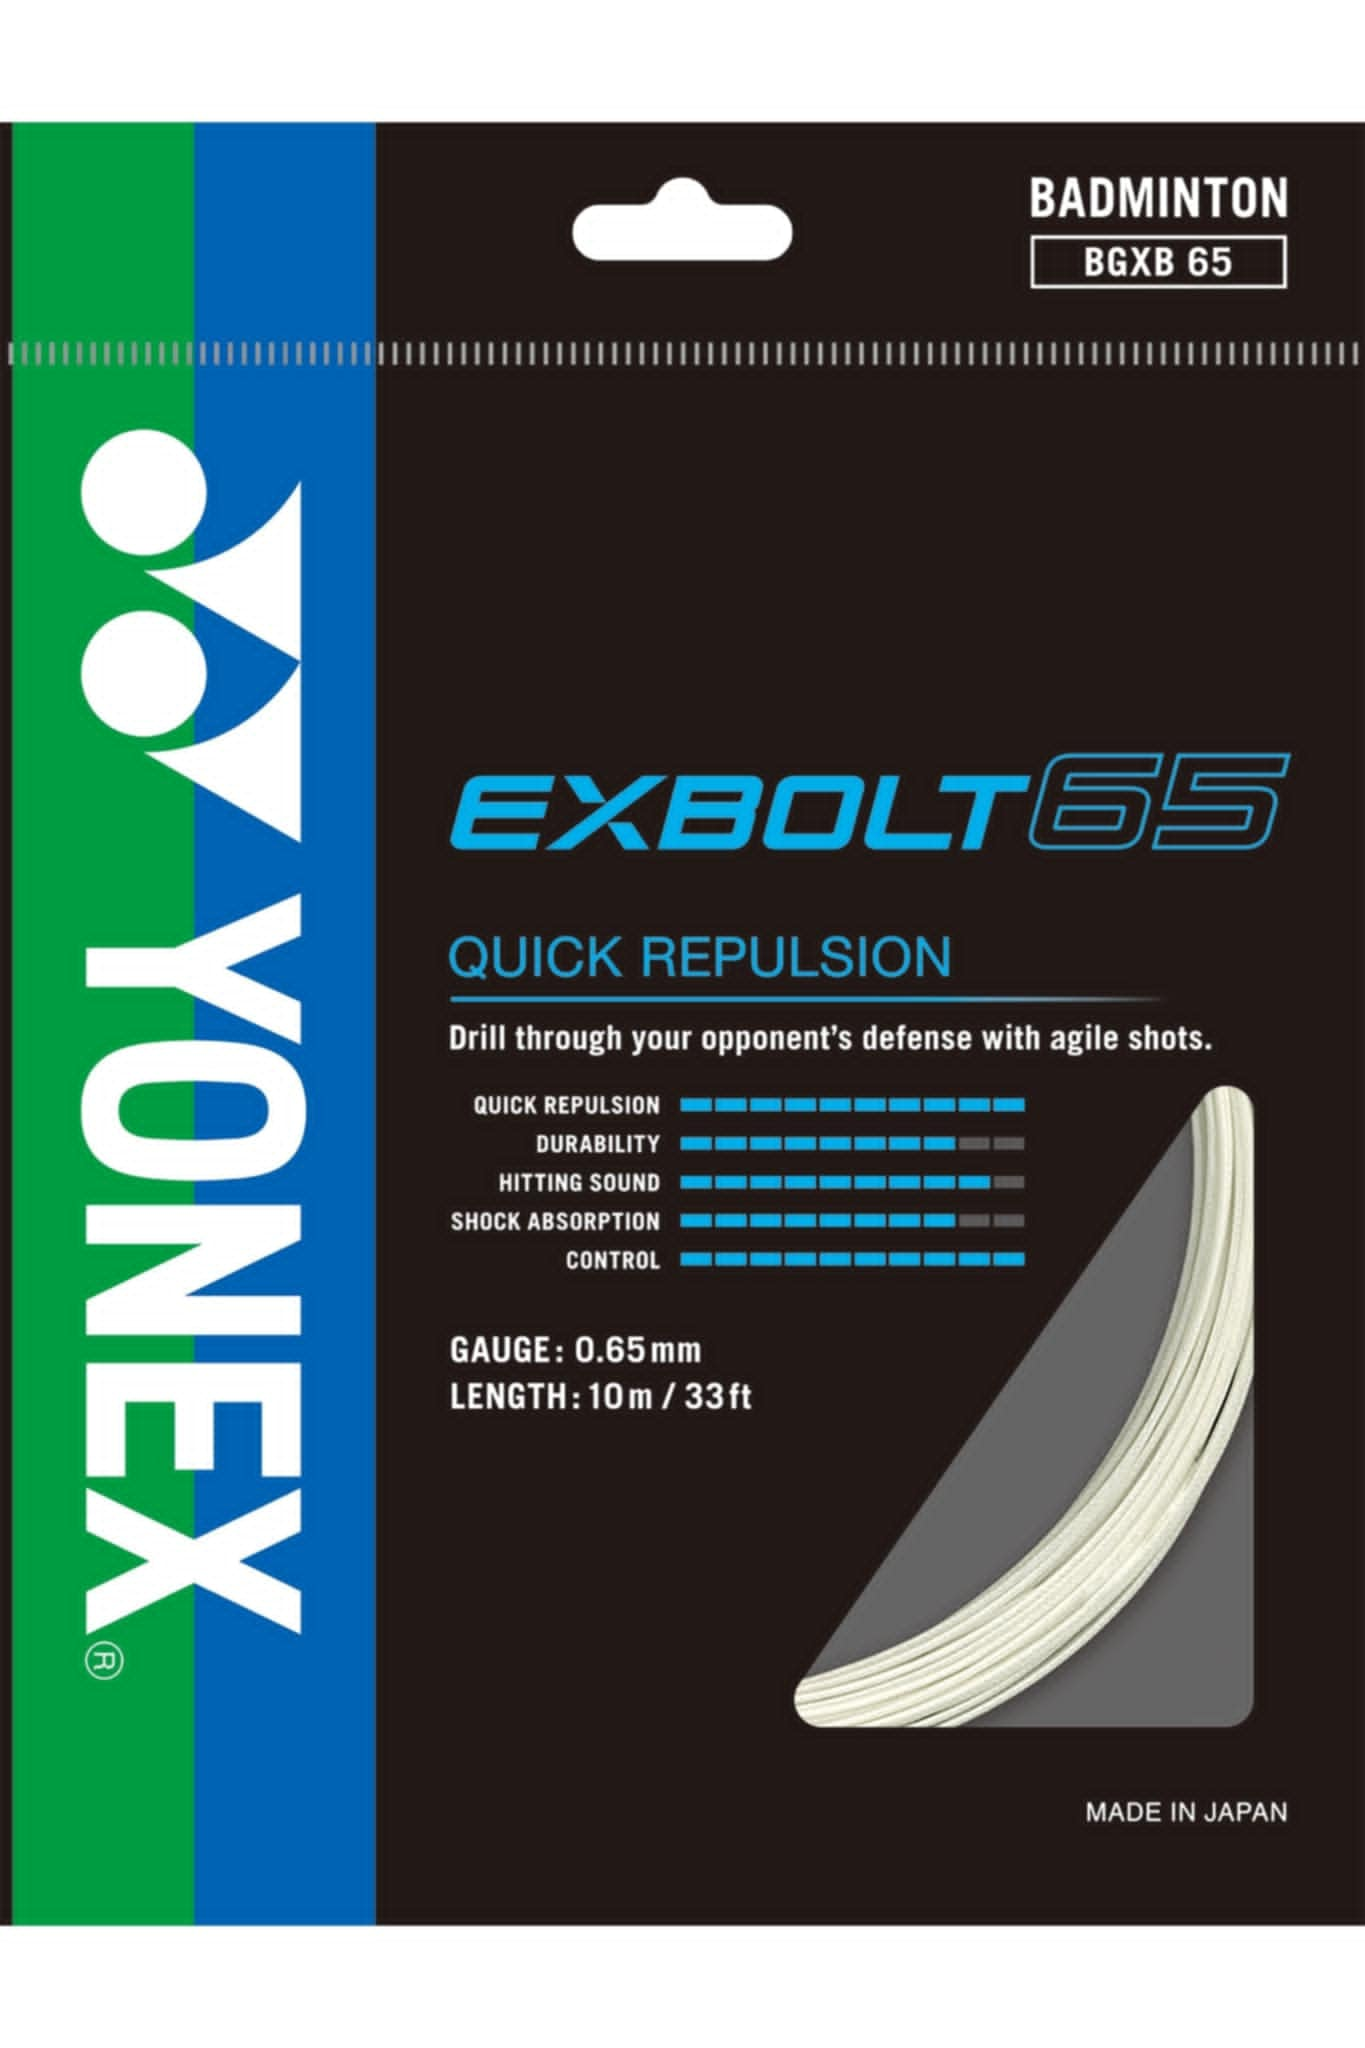 BADMINTON
BGXB 65
YONEX®
EXBOLT65
QUICK REPULSION
Drill through your opponent’s defense with agile shots.
QUICK REPULSION
DURABILITY
HITTING SOUND
SHOCK ABSORPTION
CONTROL
GAUGE: 0.65mm
LENGTH: 10m / 33ft
MADE IN JAPAN